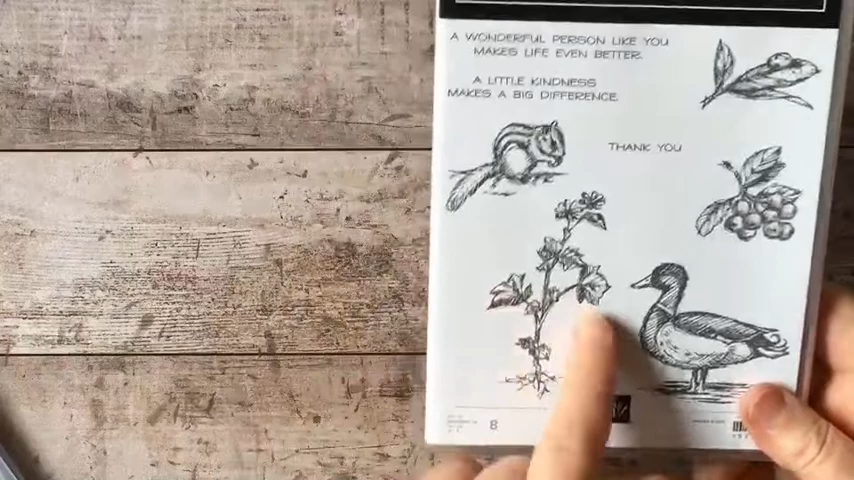 A WONDERFUL PERSON LIKE YOU
MAKES LIFE EVEN BETTER.
A LITTLE KINDNESS
MAKES A BIG DIFFERENCE
THANK YOU
8